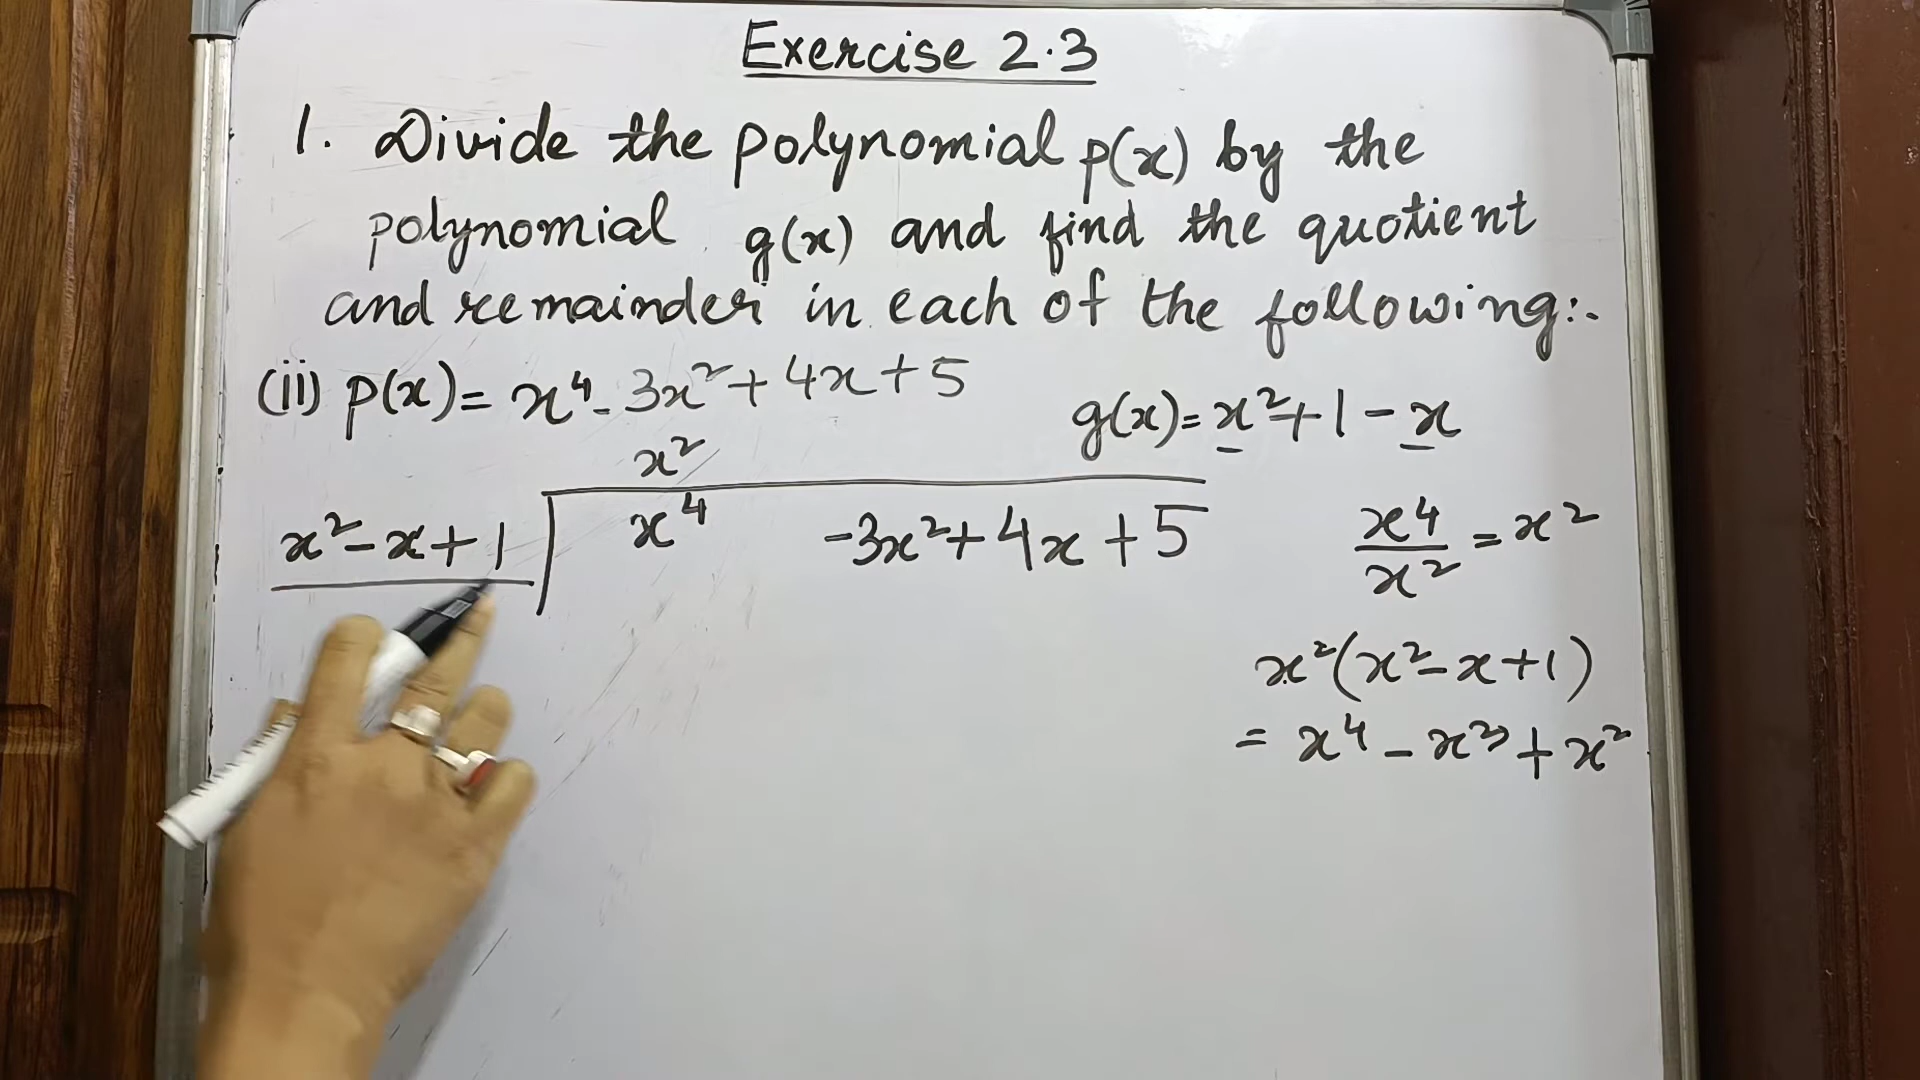 Exercise 2.3
1. Divide the polynomial p(x) by the
polynomial g(x) and find the quotient
and remainder in each of the following:-
(ii) p(x) = x⁴ - 3x² + 4x + 5
g(x) = x² + 1 - x
x²
x² - x + 1
x⁴ -3x² + 4x + 5
x⁴/x² = x²
x²(x² - x + 1)
= x⁴ - x³ + x²